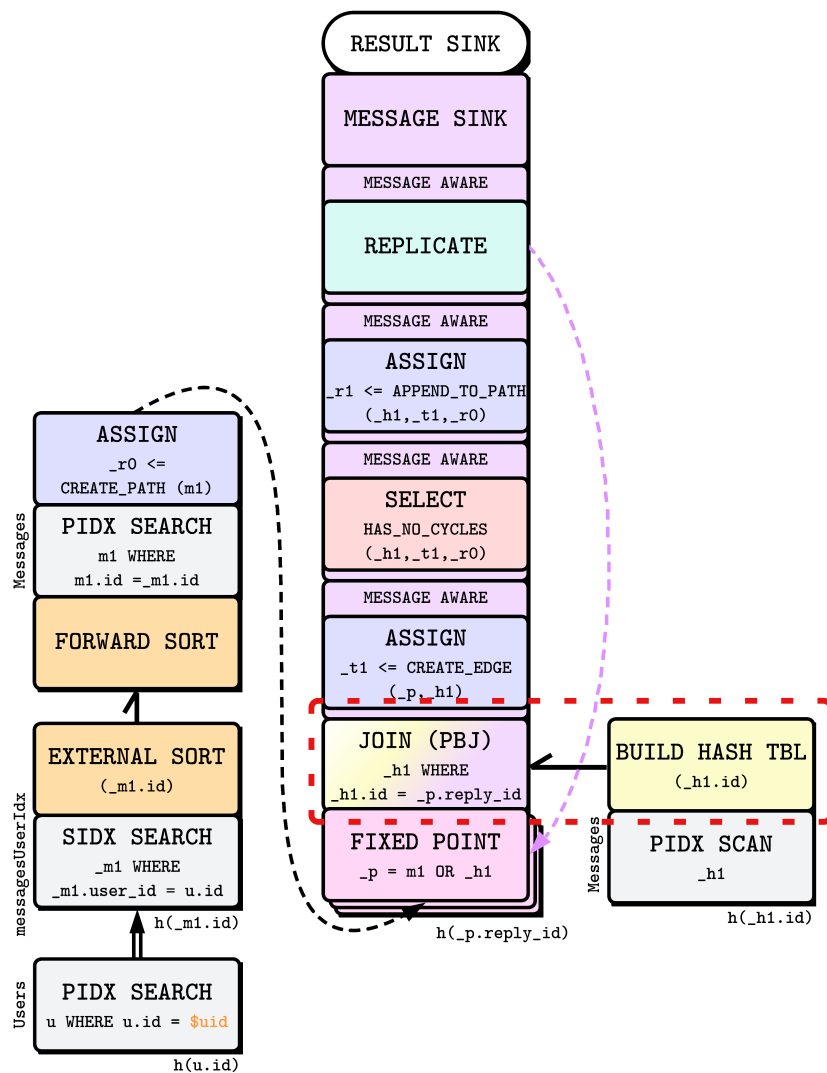 RESULT SINK
MESSAGE SINK
MESSAGE AWARE
REPLICATE
MESSAGE AWARE
ASSIGN
_r1 <= APPEND_TO_PATH
(_h1,_t1,_r0)
MESSAGE AWARE
SELECT
HAS_NO_CYCLES
(_h1,_t1,_r0)
MESSAGE AWARE
ASSIGN
_t1 <= CREATE_EDGE
(_p,_h1)
JOIN (PBJ)
_h1 WHERE
_h1.id = _p.reply_id
FIXED POINT
_p = m1 OR _h1
h(_p.reply_id)
ASSIGN
_r0 <=
CREATE_PATH (m1)
Messages
PIDX SEARCH
m1 WHERE
m1.id =_m1.id
FORWARD SORT
EXTERNAL SORT
(_m1.id)
messagesUserIdx
SIDX SEARCH
_m1 WHERE
_m1.user_id = u.id
h(_m1.id)
Users
PIDX SEARCH
u WHERE u.id = $uid
h(u.id)
BUILD HASH TBL
(_h1.id)
Messages
PIDX SCAN
_h1
h(_h1.id)